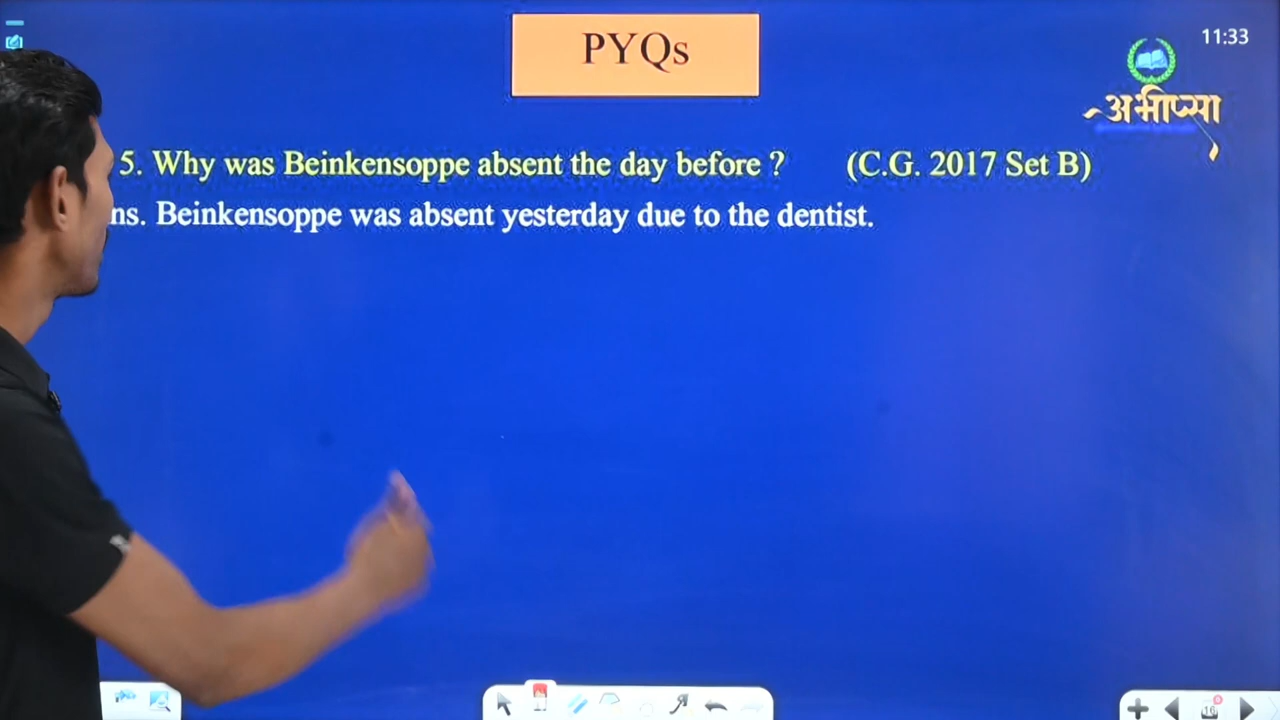 PYQs
11:33
अभीप्सा
5. Why was Beinkensoppe absent the day before ? (C.G. 2017 Set B)
ns. Beinkensoppe was absent yesterday due to the dentist.
16